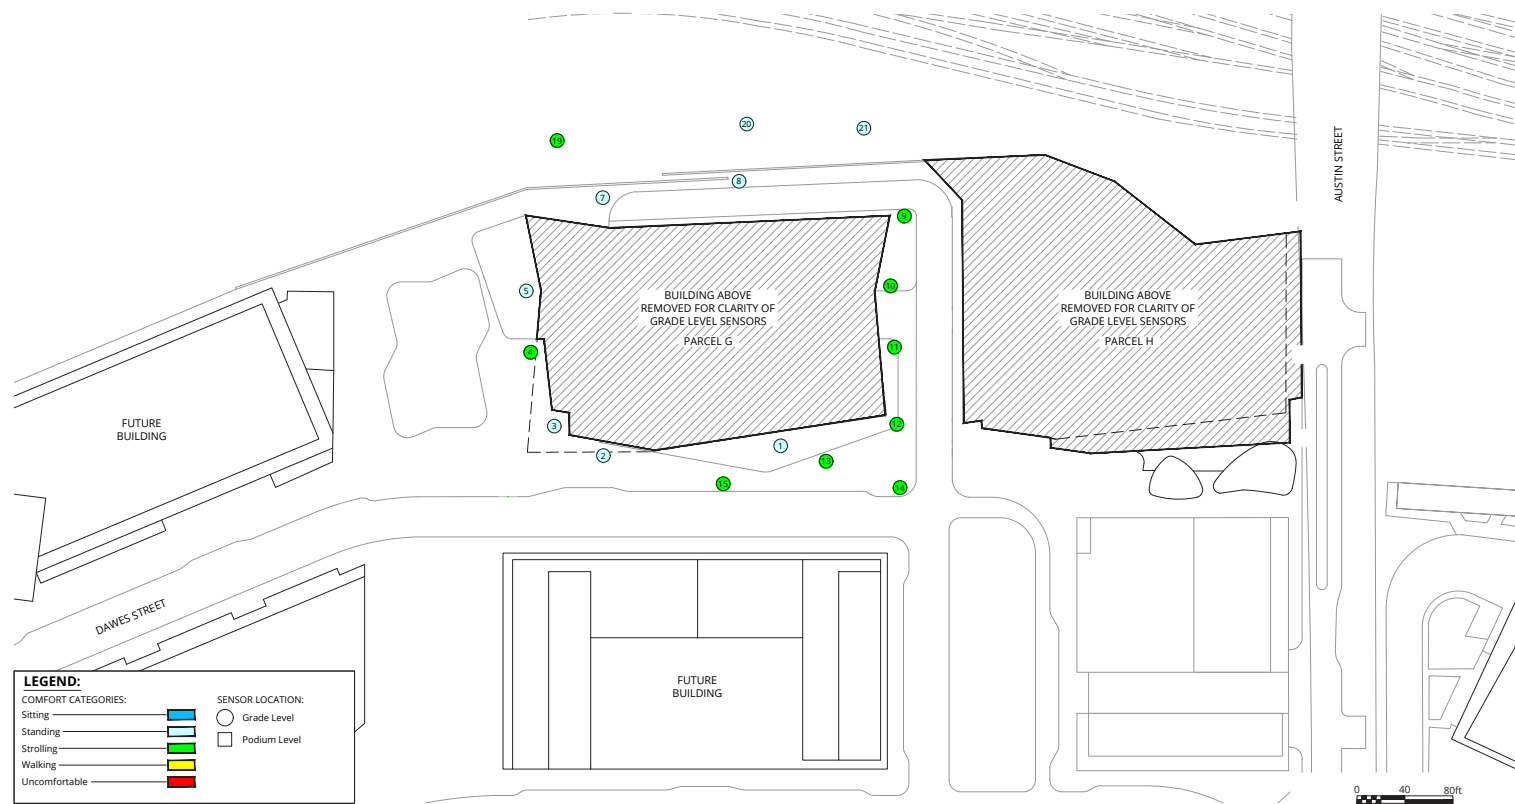 AUSTIN STREET
20
21
19
8
7
9
5
10
BUILDING ABOVE
REMOVED FOR CLARITY OF
GRADE LEVEL SENSORS
PARCEL G
BUILDING ABOVE
REMOVED FOR CLARITY OF
GRADE LEVEL SENSORS
PARCEL H
4
11
3
12
1
2
13
15
14
FUTURE
BUILDING
DAWES STREET
FUTURE
BUILDING
LEGEND:
COMFORT CATEGORIES:
Sitting
Standing
Strolling
Walking
Uncomfortable
SENSOR LOCATION:
Grade Level
Podium Level
0 40 80ft